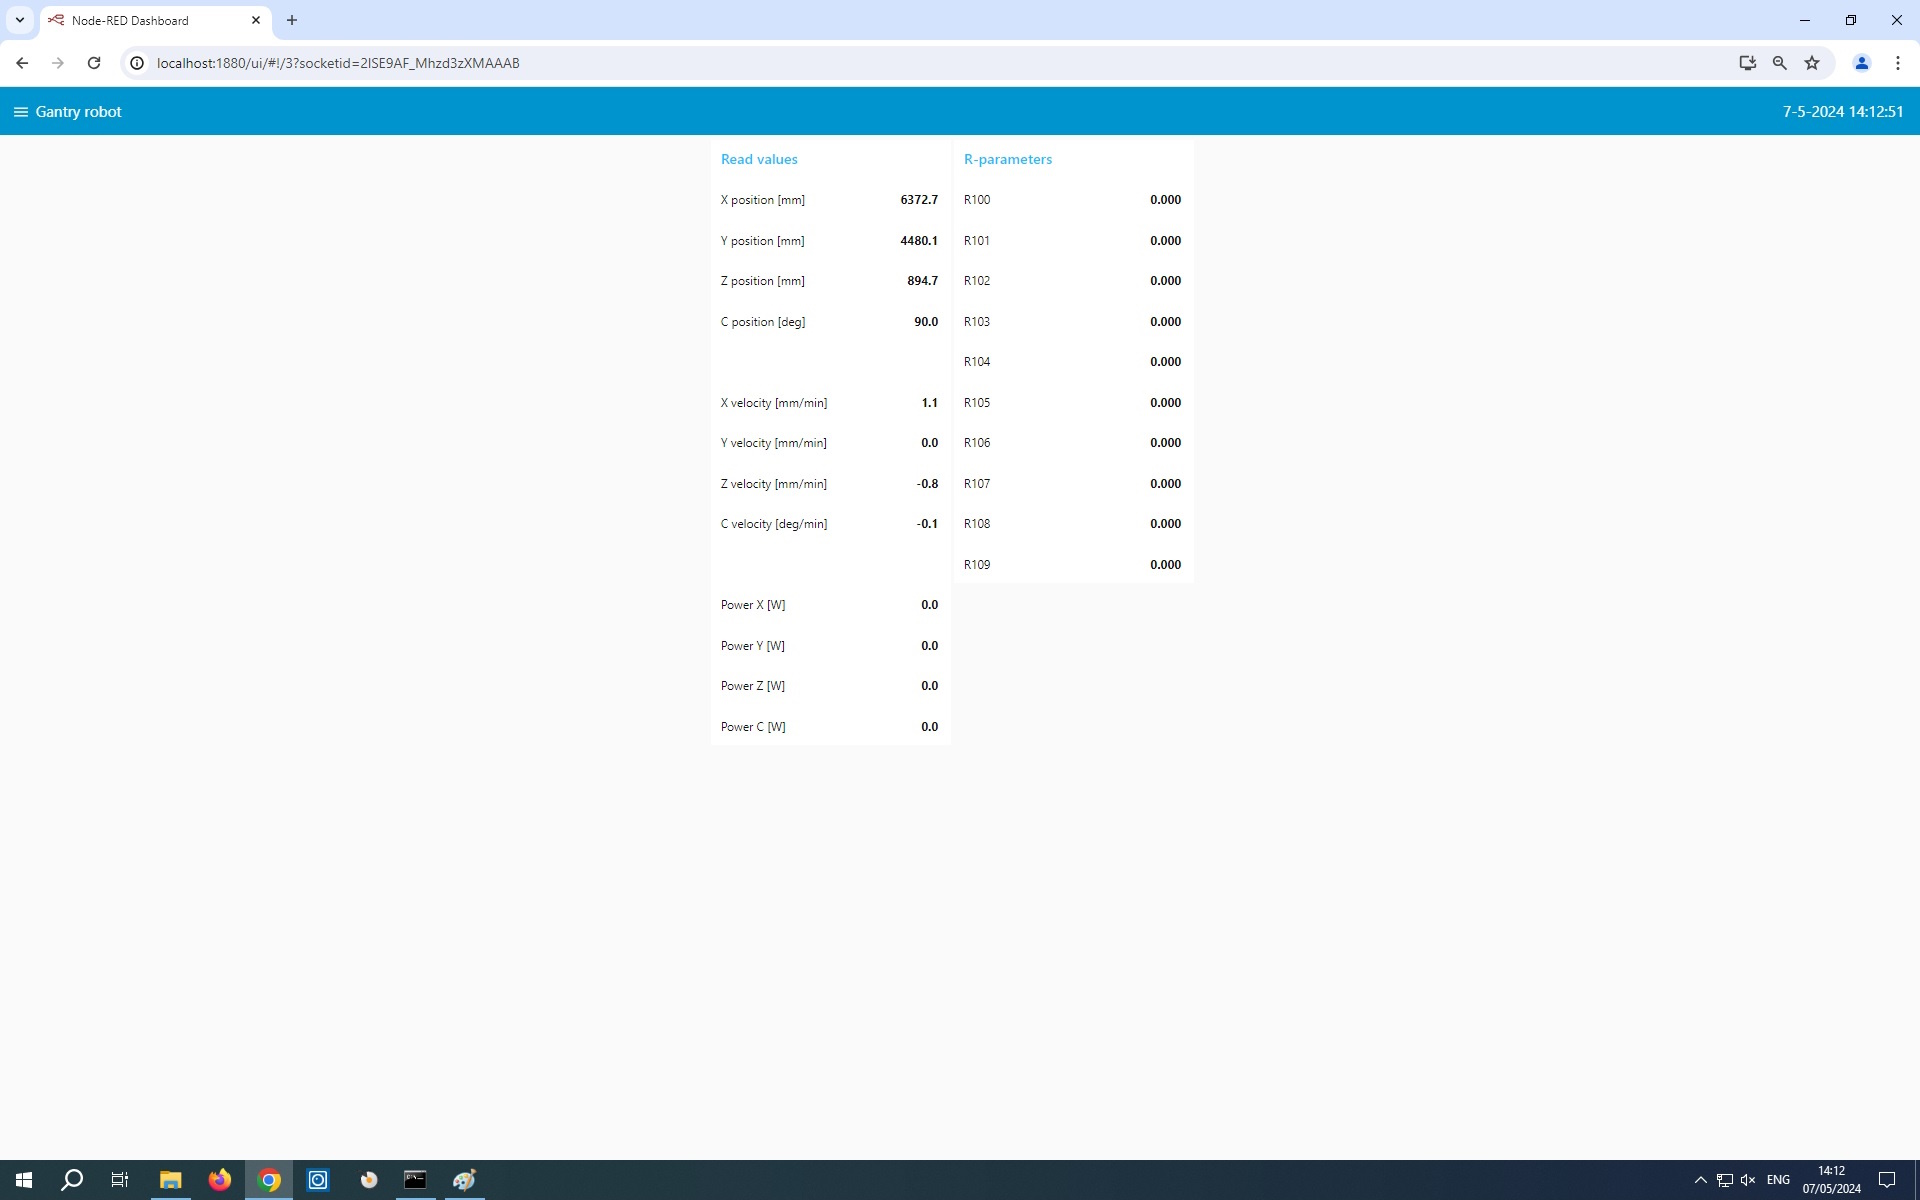 Node-RED Dashboard
localhost:1880/ui/#!/3?socketid=2ISE9AF_Mhzd3zXMAAAB
Gantry robot
7-5-2024 14:12:51
Read values
X position [mm] 6372.7
Y position [mm] 4480.1
Z position [mm] 894.7
C position [deg] 90.0
X velocity [mm/min] 1.1
Y velocity [mm/min] 0.0
Z velocity [mm/min] -0.8
C velocity [deg/min] -0.1
Power X [W] 0.0
Power Y [W] 0.0
Power Z [W] 0.0
Power C [W] 0.0
R-parameters
R100 0.000
R101 0.000
R102 0.000
R103 0.000
R104 0.000
R105 0.000
R106 0.000
R107 0.000
R108 0.000
R109 0.000
ENG
14:12
07/05/2024